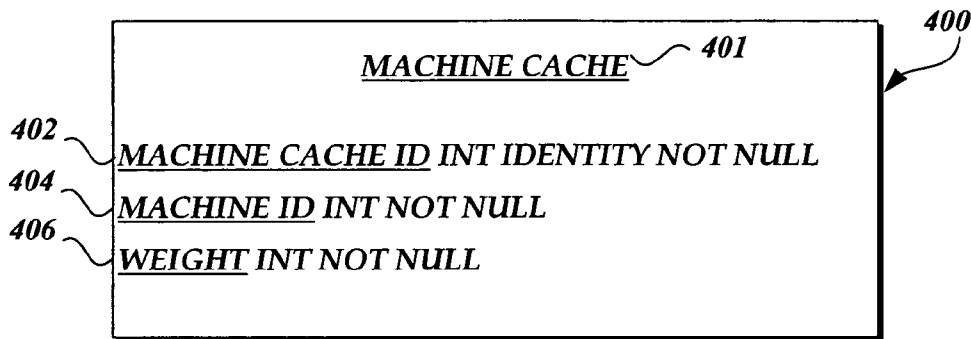 400
MACHINE CACHE 401
402 MACHINE CACHE ID INT IDENTITY NOT NULL
404 MACHINE ID INT NOT NULL
406 WEIGHT INT NOT NULL